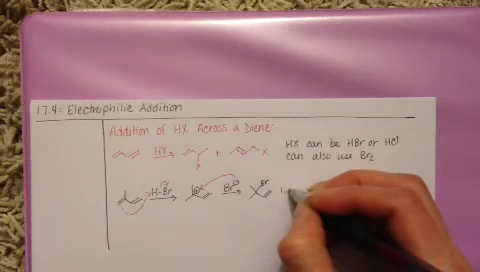 17.4: Electrophilic Addition
Addition of HX Across a Diene:
HX
X
+
X
HX can be HBr or HCl
can also use Br2
H-Br
Br⊖
Br